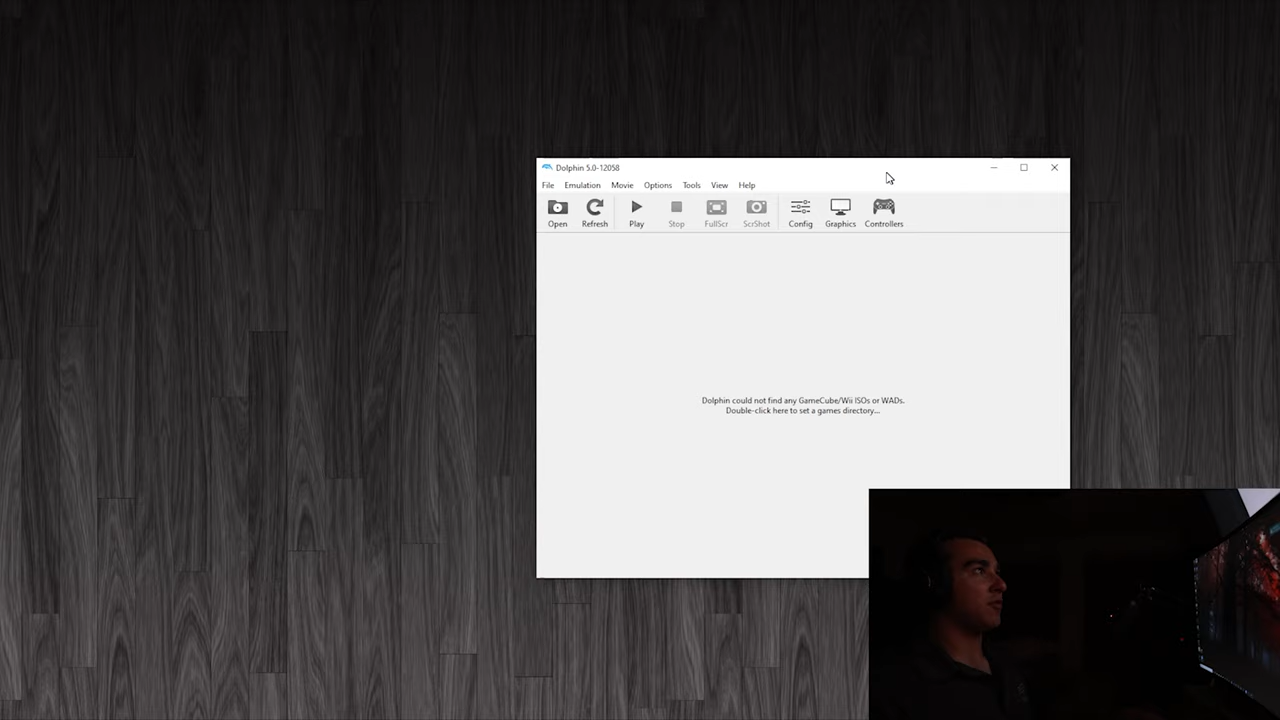 Dolphin 5.0-12058
File Emulation Movie Options Tools View Help
Open Refresh Play Stop FullScr ScrShot Config Graphics Controllers
Dolphin could not find any GameCube/Wii ISOs or WADs.
Double-click here to set a games directory...